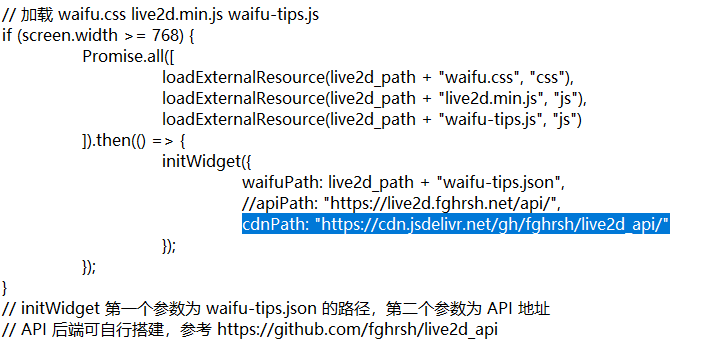 // 加载 waifu.css live2d.min.js waifu-tips.js
if (screen.width >= 768) {
Promise.all([
loadExternalResource(live2d_path + "waifu.css", "css"),
loadExternalResource(live2d_path + "live2d.min.js", "js"),
loadExternalResource(live2d_path + "waifu-tips.js", "js")
]).then(() => {
initWidget({
waifuPath: live2d_path + "waifu-tips.json",
//apiPath: "https://live2d.fghrsh.net/api/",
cdnPath: "https://cdn.jsdelivr.net/gh/fghrsh/live2d_api/"
});
});
}
// initWidget 第一个参数为 waifu-tips.json 的路径，第二个参数为 API 地址
// API 后端可自行搭建，参考 https://github.com/fghrsh/live2d_api